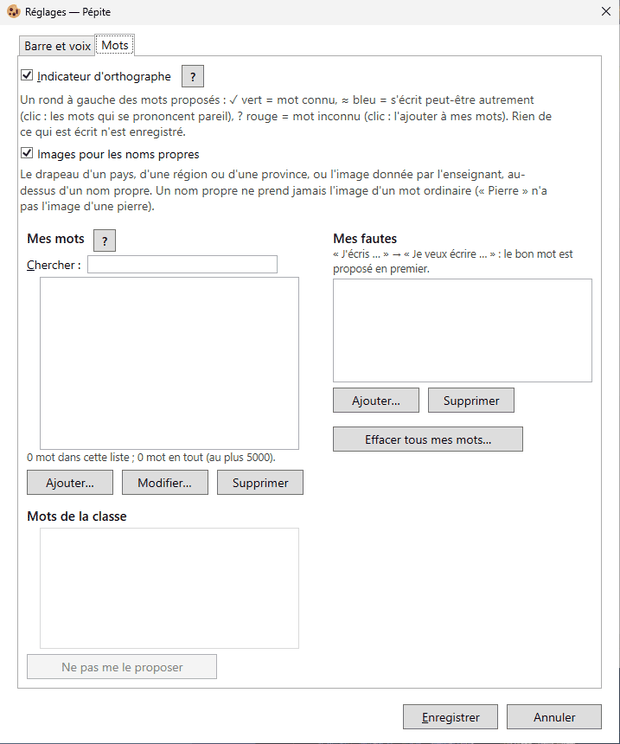 Réglages — Pépite
Barre et voix
Mots
Indicateur d'orthographe
?
Un rond à gauche des mots proposés : ✓ vert = mot connu, ≈ bleu = s'écrit peut-être autrement
(clic : les mots qui se prononcent pareil), ? rouge = mot inconnu (clic : l'ajouter à mes mots). Rien de
ce qui est écrit n'est enregistré.
Images pour les noms propres
Le drapeau d'un pays, d'une région ou d'une province, ou l'image donnée par l'enseignant, au-
dessus d'un nom propre. Un nom propre ne prend jamais l'image d'un mot ordinaire (« Pierre » n'a
pas l'image d'une pierre).
Mes mots
?
Chercher :
0 mot dans cette liste ; 0 mot en tout (au plus 5000).
Ajouter...
Modifier...
Supprimer
Mots de la classe
Ne pas me le proposer
Mes fautes
« J'écris ... » → « Je veux écrire ... » : le bon mot est
proposé en premier.
Ajouter...
Supprimer
Effacer tous mes mots...
Enregistrer
Annuler